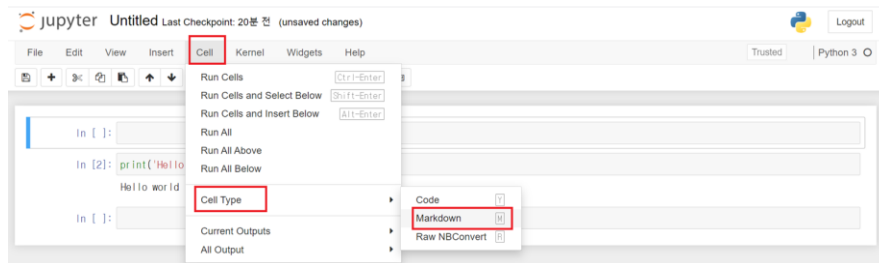 jupyter Untitled Last Checkpoint: 20분 전 (unsaved changes) Logout
File Edit View Insert Cell Kernel Widgets Help Trusted Python 3
Run Cells Ctrl-Enter
Run Cells and Select Below Shift-Enter
Run Cells and Insert Below Alt-Enter
Run All
Run All Above
Run All Below
Cell Type
Current Outputs
All Output
Code Y
Markdown M
Raw NBConvert R
In [ ]:
In [2]: print('Hello
Hello world
In [ ]: